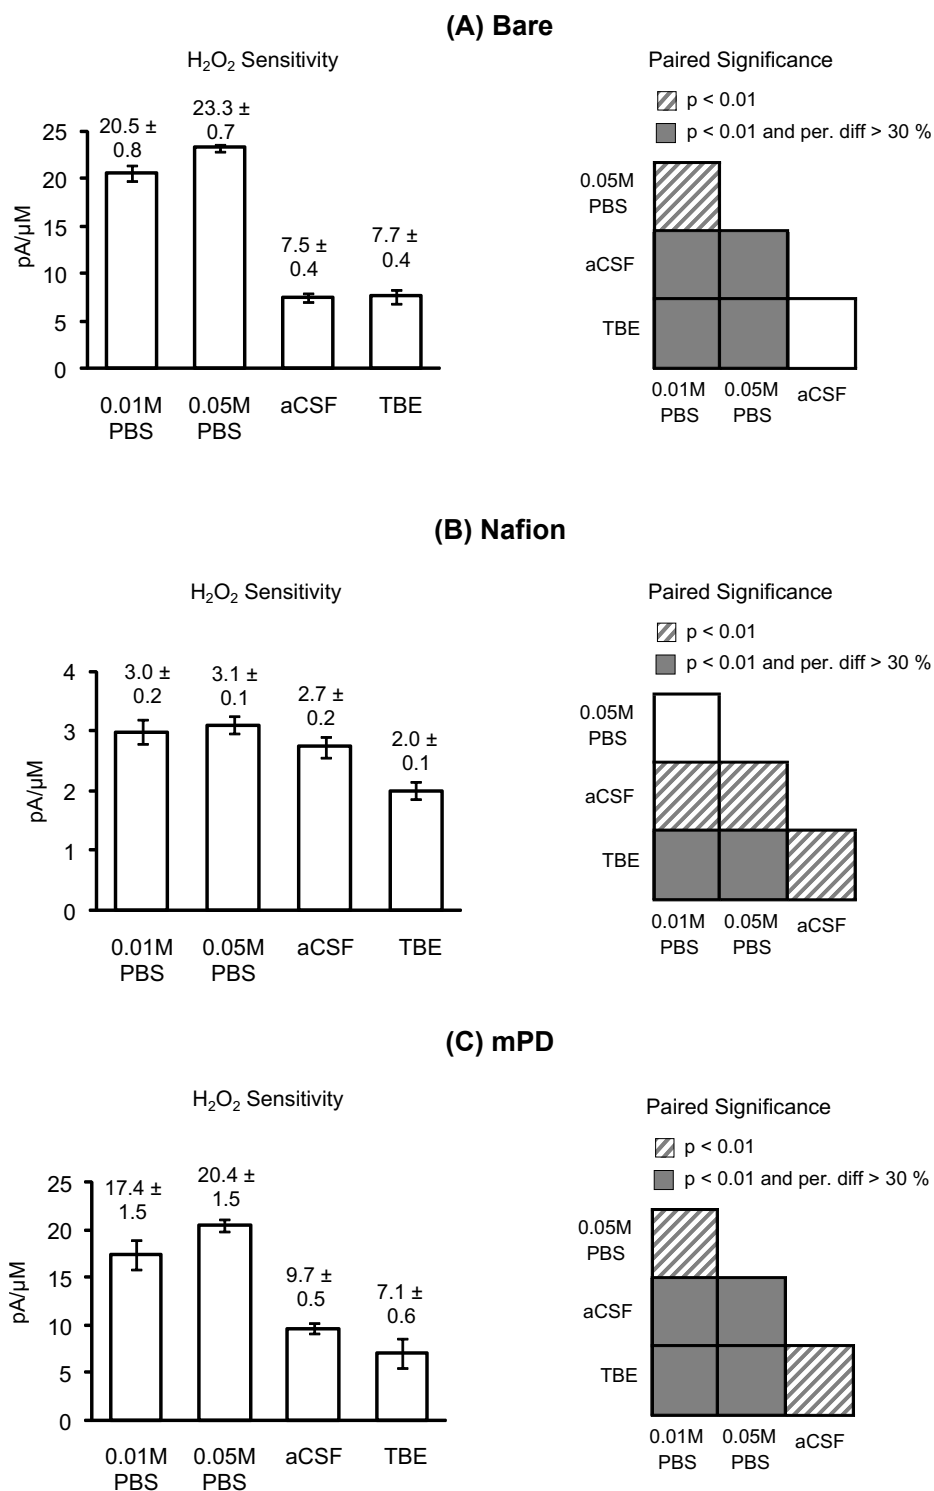 (A) Bare
H₂O₂ Sensitivity
20.5 ±
0.8
23.3 ±
0.7
7.5 ±
0.4
7.7 ±
0.4
25
20
15
10
5
0
pA/µM
0.01M
PBS
0.05M
PBS
aCSF
TBE
Paired Significance
p < 0.01
p < 0.01 and per. diff > 30 %
0.05M
PBS
aCSF
TBE
0.01M
PBS
0.05M
PBS
aCSF
(B) Nafion
H₂O₂ Sensitivity
3.0 ±
0.2
3.1 ±
0.1
2.7 ±
0.2
2.0 ±
0.1
4
3
2
1
0
pA/µM
0.01M
PBS
0.05M
PBS
aCSF
TBE
Paired Significance
p < 0.01
p < 0.01 and per. diff > 30 %
0.05M
PBS
aCSF
TBE
0.01M
PBS
0.05M
PBS
aCSF
(C) mPD
H₂O₂ Sensitivity
17.4 ±
1.5
20.4 ±
1.5
9.7 ±
0.5
7.1 ±
0.6
25
20
15
10
5
0
pA/µM
0.01M
PBS
0.05M
PBS
aCSF
TBE
Paired Significance
p < 0.01
p < 0.01 and per. diff > 30 %
0.05M
PBS
aCSF
TBE
0.01M
PBS
0.05M
PBS
aCSF